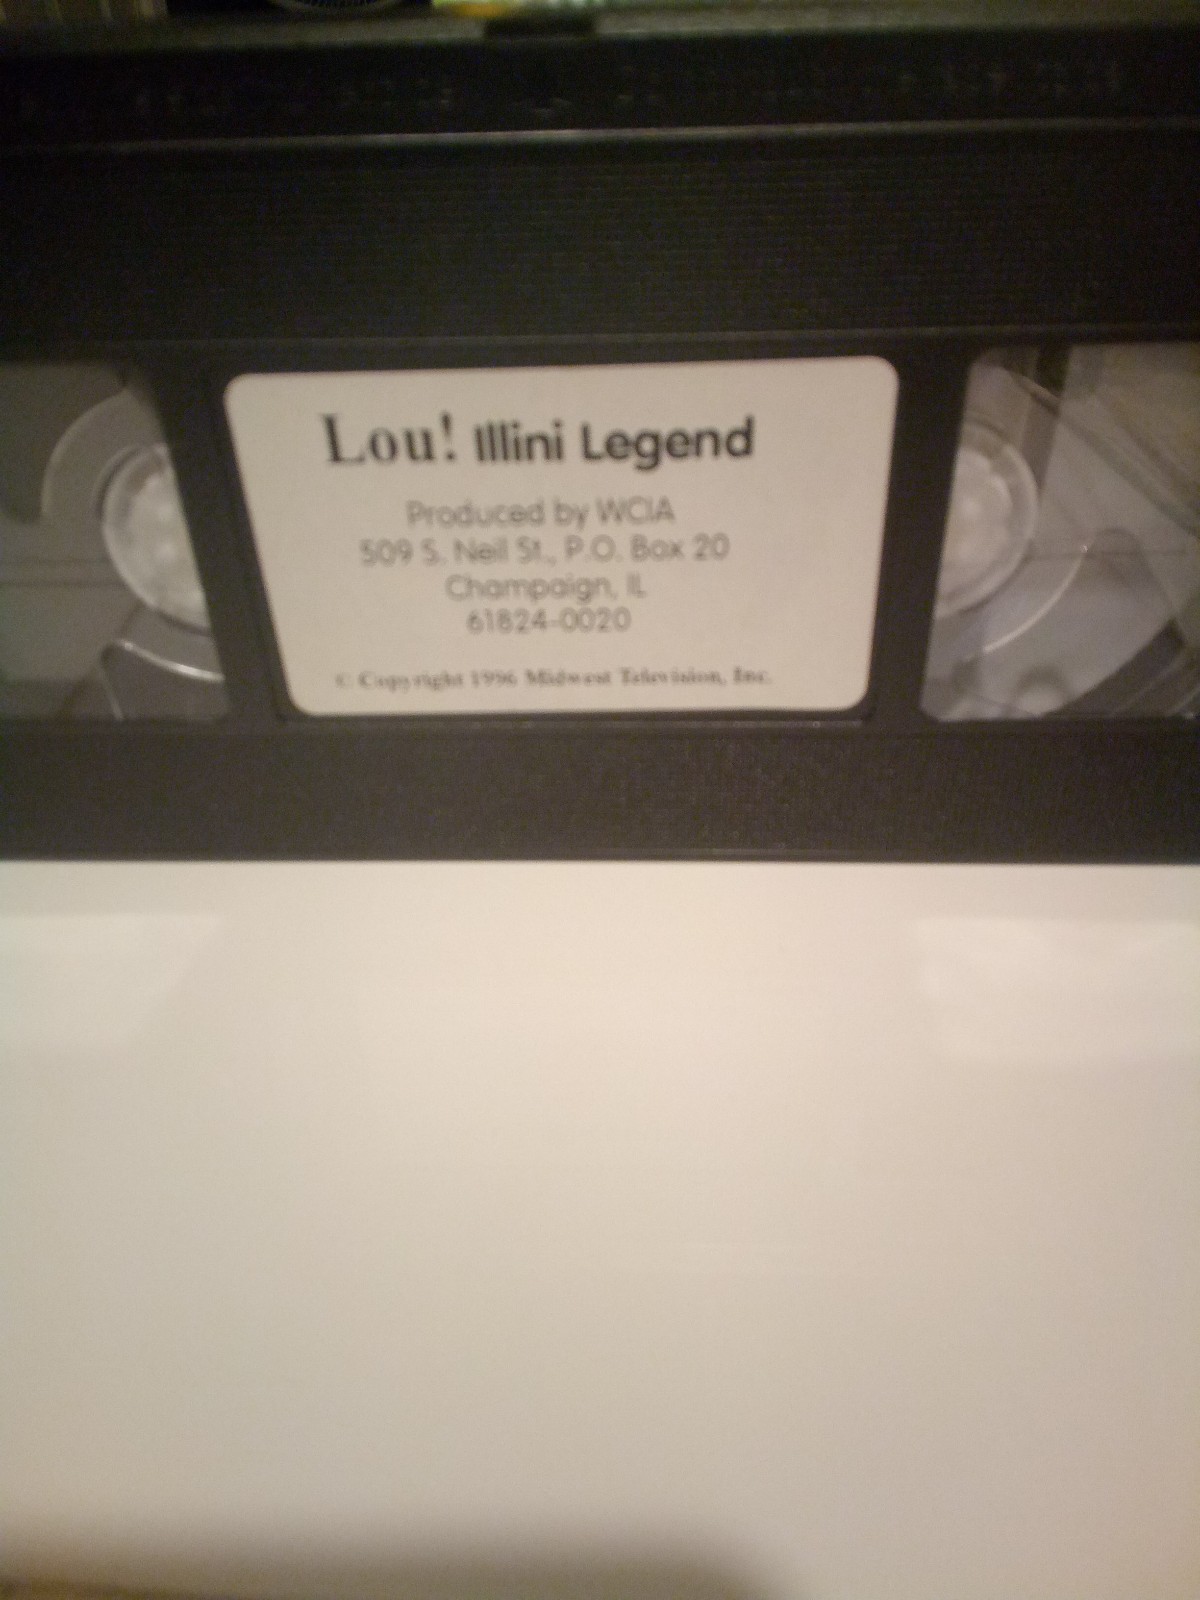 Lou! Illini Legend
Produced by WCIA
509 S. Neil St., P.O. Box 20
Champaign, IL
61824-0020
© Copyright 1996 Midwest Television, Inc.